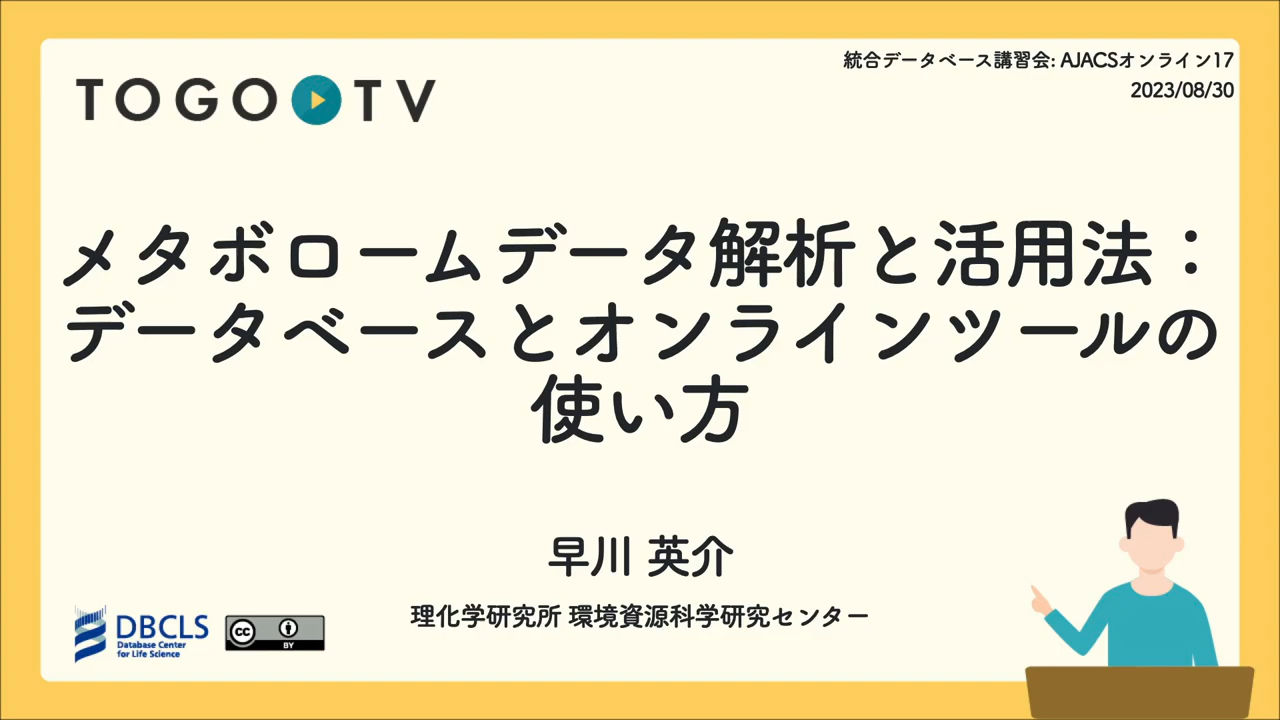 統合データベース講習会: AJACSオンライン17
2023/08/30
TOGO TV
メタボロームデータ解析と活用法：
データベースとオンラインツールの
使い方
早川 英介
理化学研究所 環境資源科学研究センター
DBCLS
Database Center
for Life Science
cc
BY